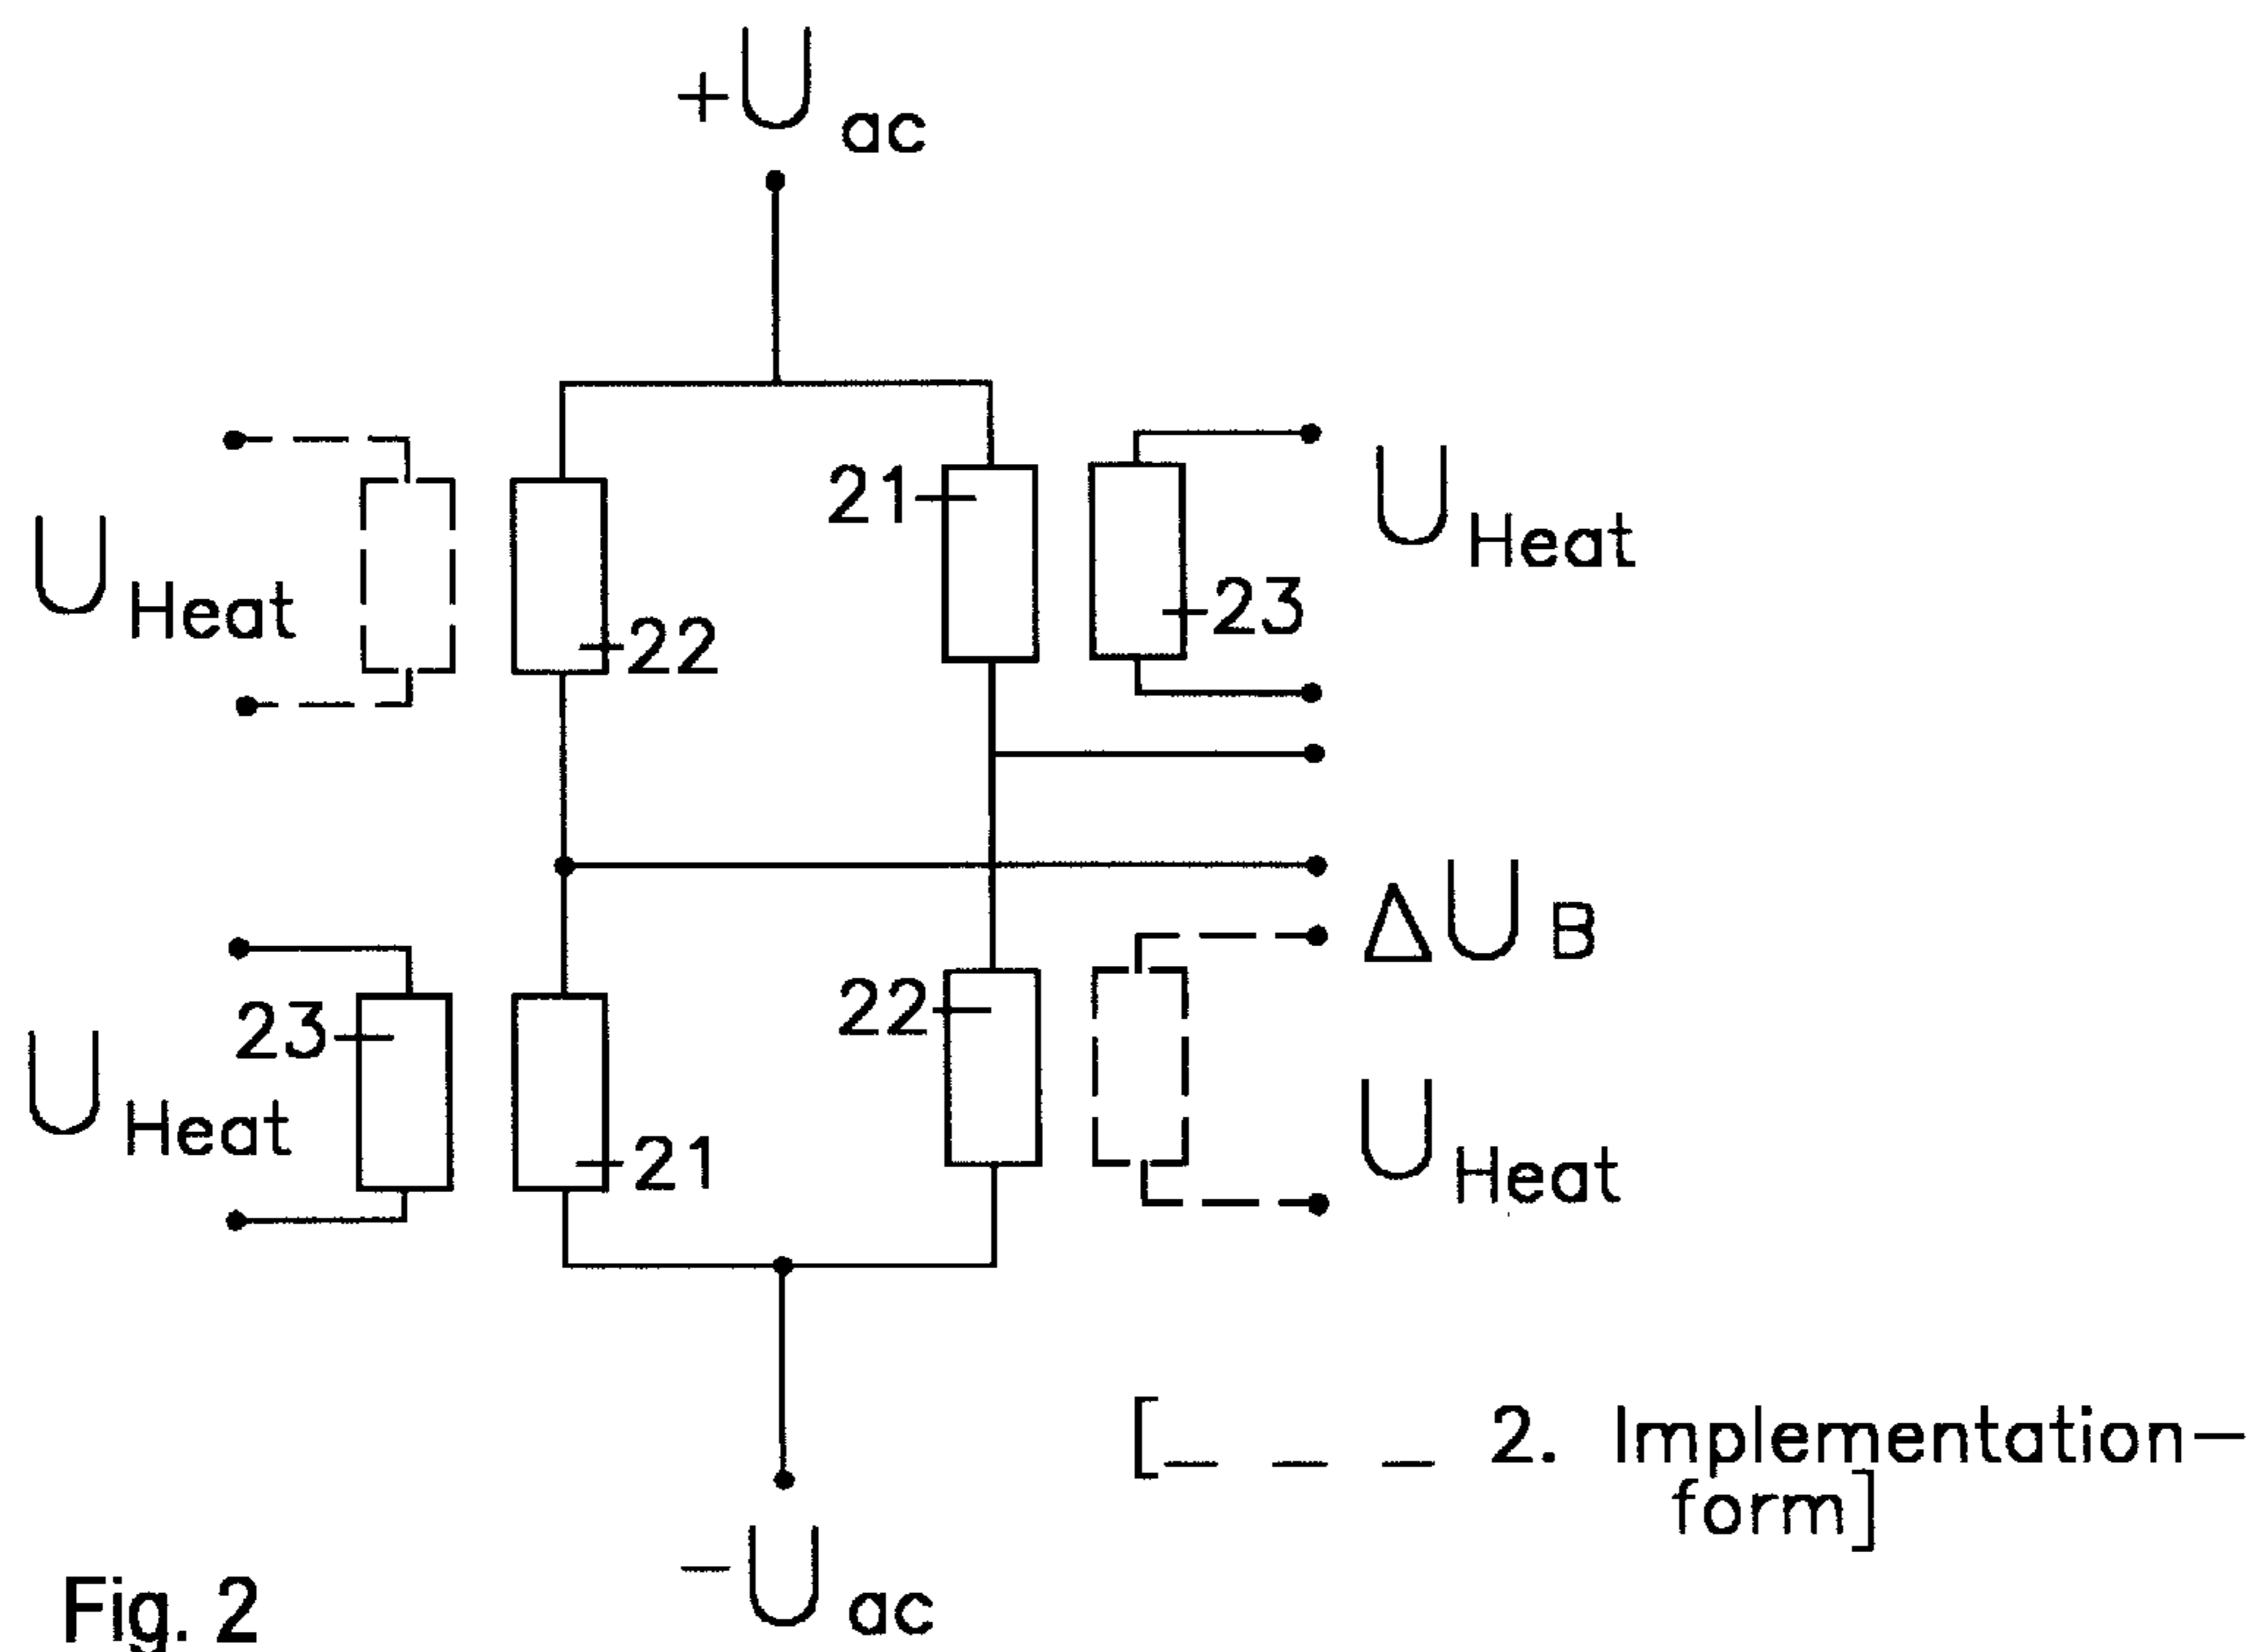 +U ac
21
U Heat
U Heat
22
23
ΔU B
23
22
U Heat
U Heat
21
[_ _ _ 2. Implementation-
form]
-U ac
Fig. 2